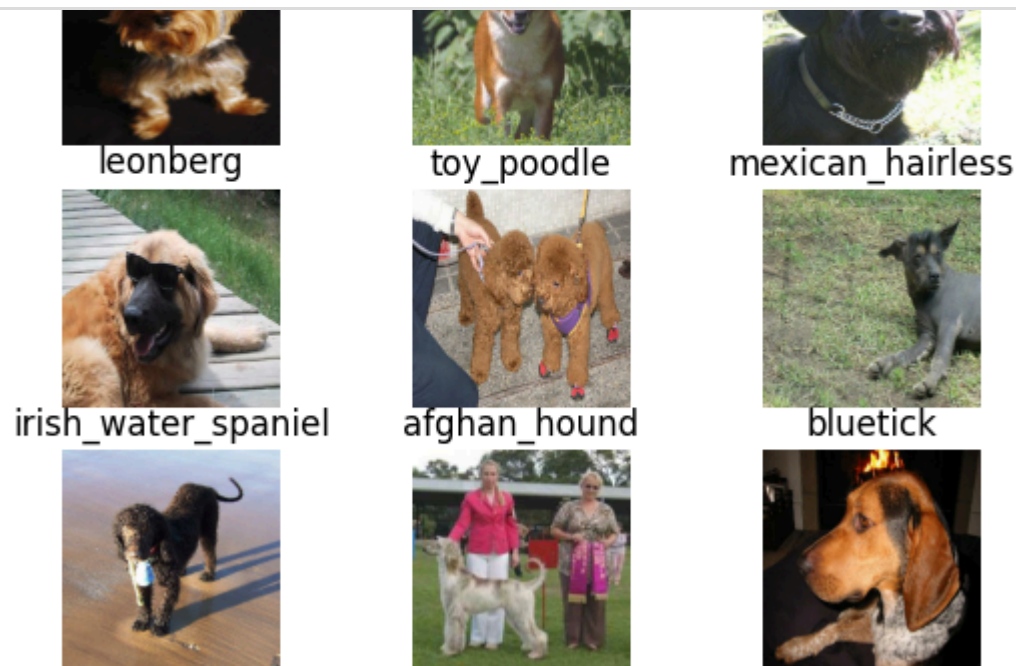 leonberg
toy_poodle
mexican_hairless
irish_water_spaniel
afghan_hound
bluetick